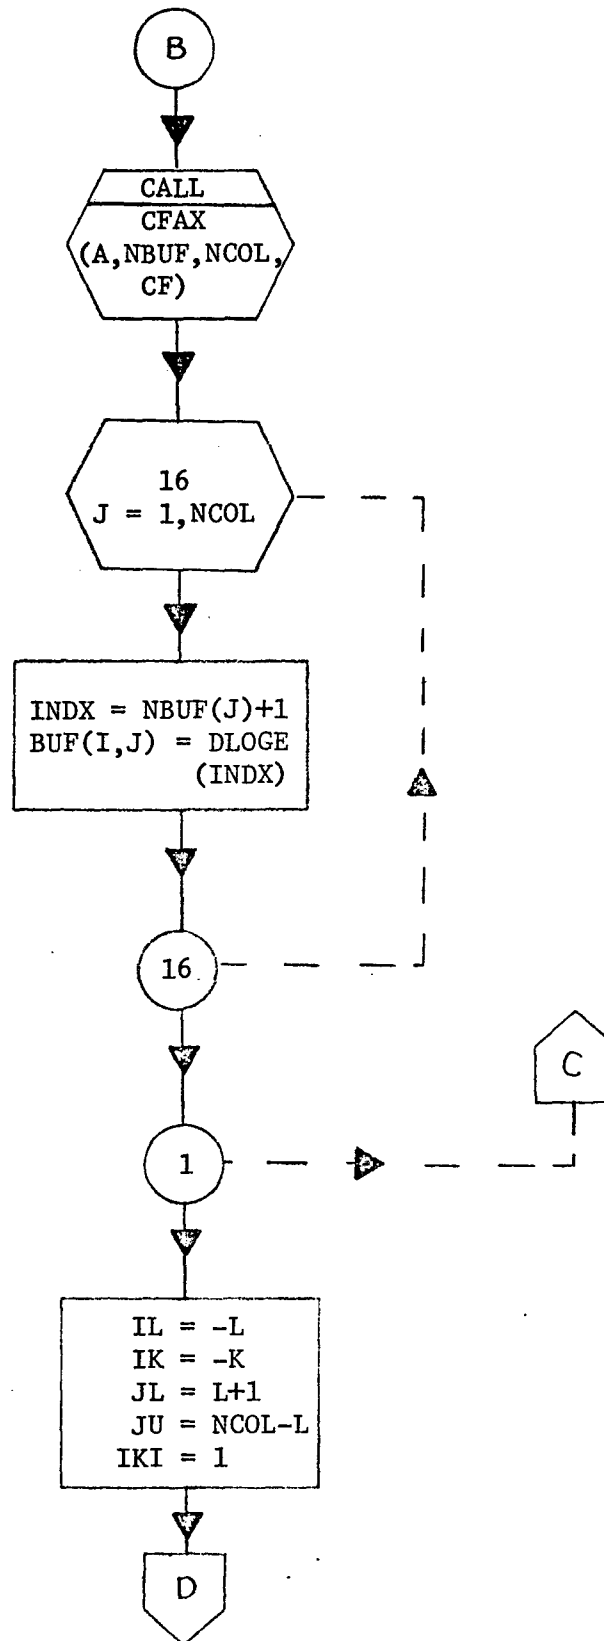 B
CALL
CFAX
(A,NBUF,NCOL,
CF)
16
J = 1,NCOL
INDX = NBUF(J)+1
BUF(I,J) = DLOGE
(INDX)
16
C
1
IL = -L
IK = -K
JL = L+1
JU = NCOL-L
IKI = 1
D